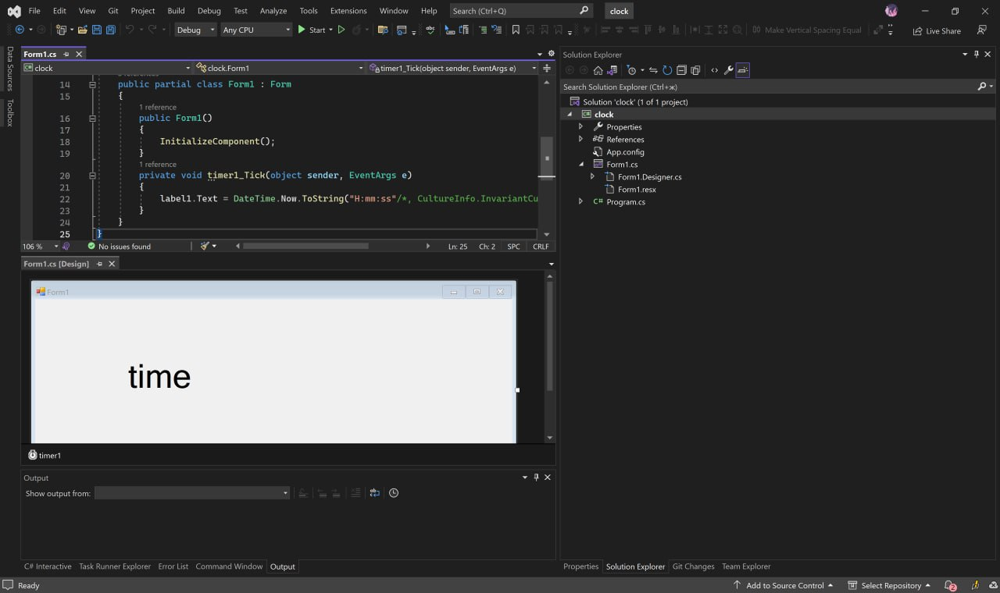 File Edit View Git Project Build Debug Test Analyze Tools Extensions Window Help Search (Ctrl+Q) clock
Debug Any CPU Start Make Vertical Spacing Equal Live Share
Data Sources
Toolbox
Form1.cs
clock clock.Form1 timer1_Tick(object sender, EventArgs e)
14 public partial class Form1 : Form
15 {
1 reference
16 public Form1()
17 {
18 InitializeComponent();
19 }
1 reference
20 private void timer1_Tick(object sender, EventArgs e)
21 {
22 label1.Text = DateTime.Now.ToString("H:mm:ss"/*, CultureInfo.InvariantCu
23 }
24 }
25 }
106 % No issues found Ln: 25 Ch: 2 SPC CRLF
Form1.cs [Design]
Form1
time
timer1
Output
Show output from:
C# Interactive Task Runner Explorer Error List Command Window Output
Solution Explorer
Search Solution Explorer (Ctrl+ж)
Solution 'clock' (1 of 1 project)
C# clock
Properties
References
App.config
Form1.cs
Form1.Designer.cs
Form1.resx
C# Program.cs
Properties Solution Explorer Git Changes Team Explorer
Ready Add to Source Control Select Repository 2